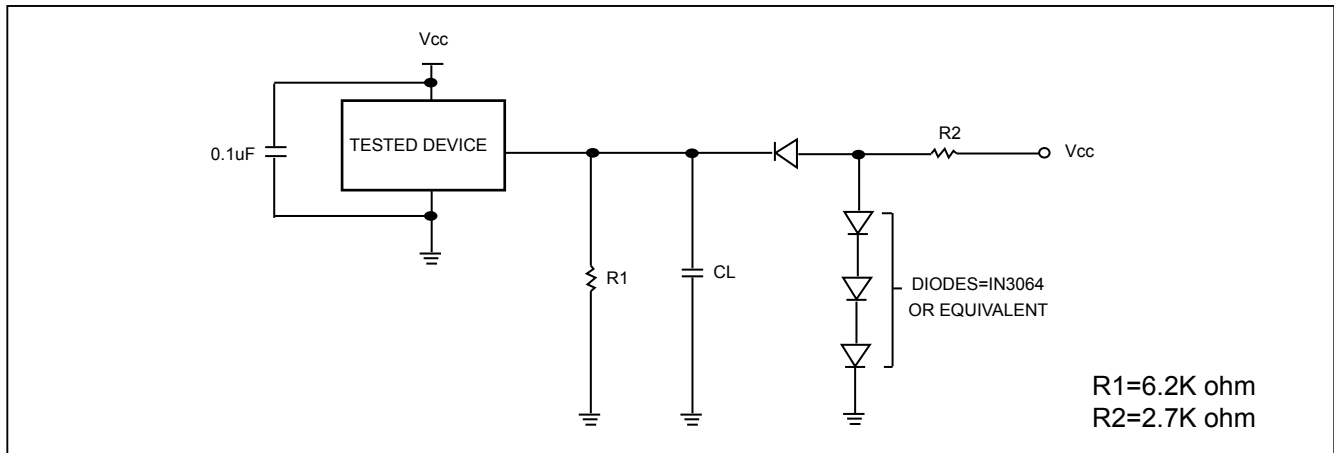 Vcc
TESTED DEVICE
0.1uF
R2
Vcc
R1
CL
DIODES=IN3064
OR EQUIVALENT
R1=6.2K ohm
R2=2.7K ohm